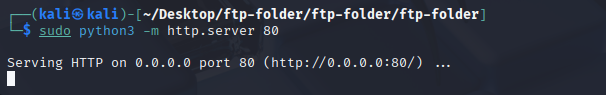 ┌──(kali㉿kali)-[~/Desktop/ftp-folder/ftp-folder/ftp-folder]
└─$ sudo python3 -m http.server 80
Serving HTTP on 0.0.0.0 port 80 (http://0.0.0.0:80/) ...